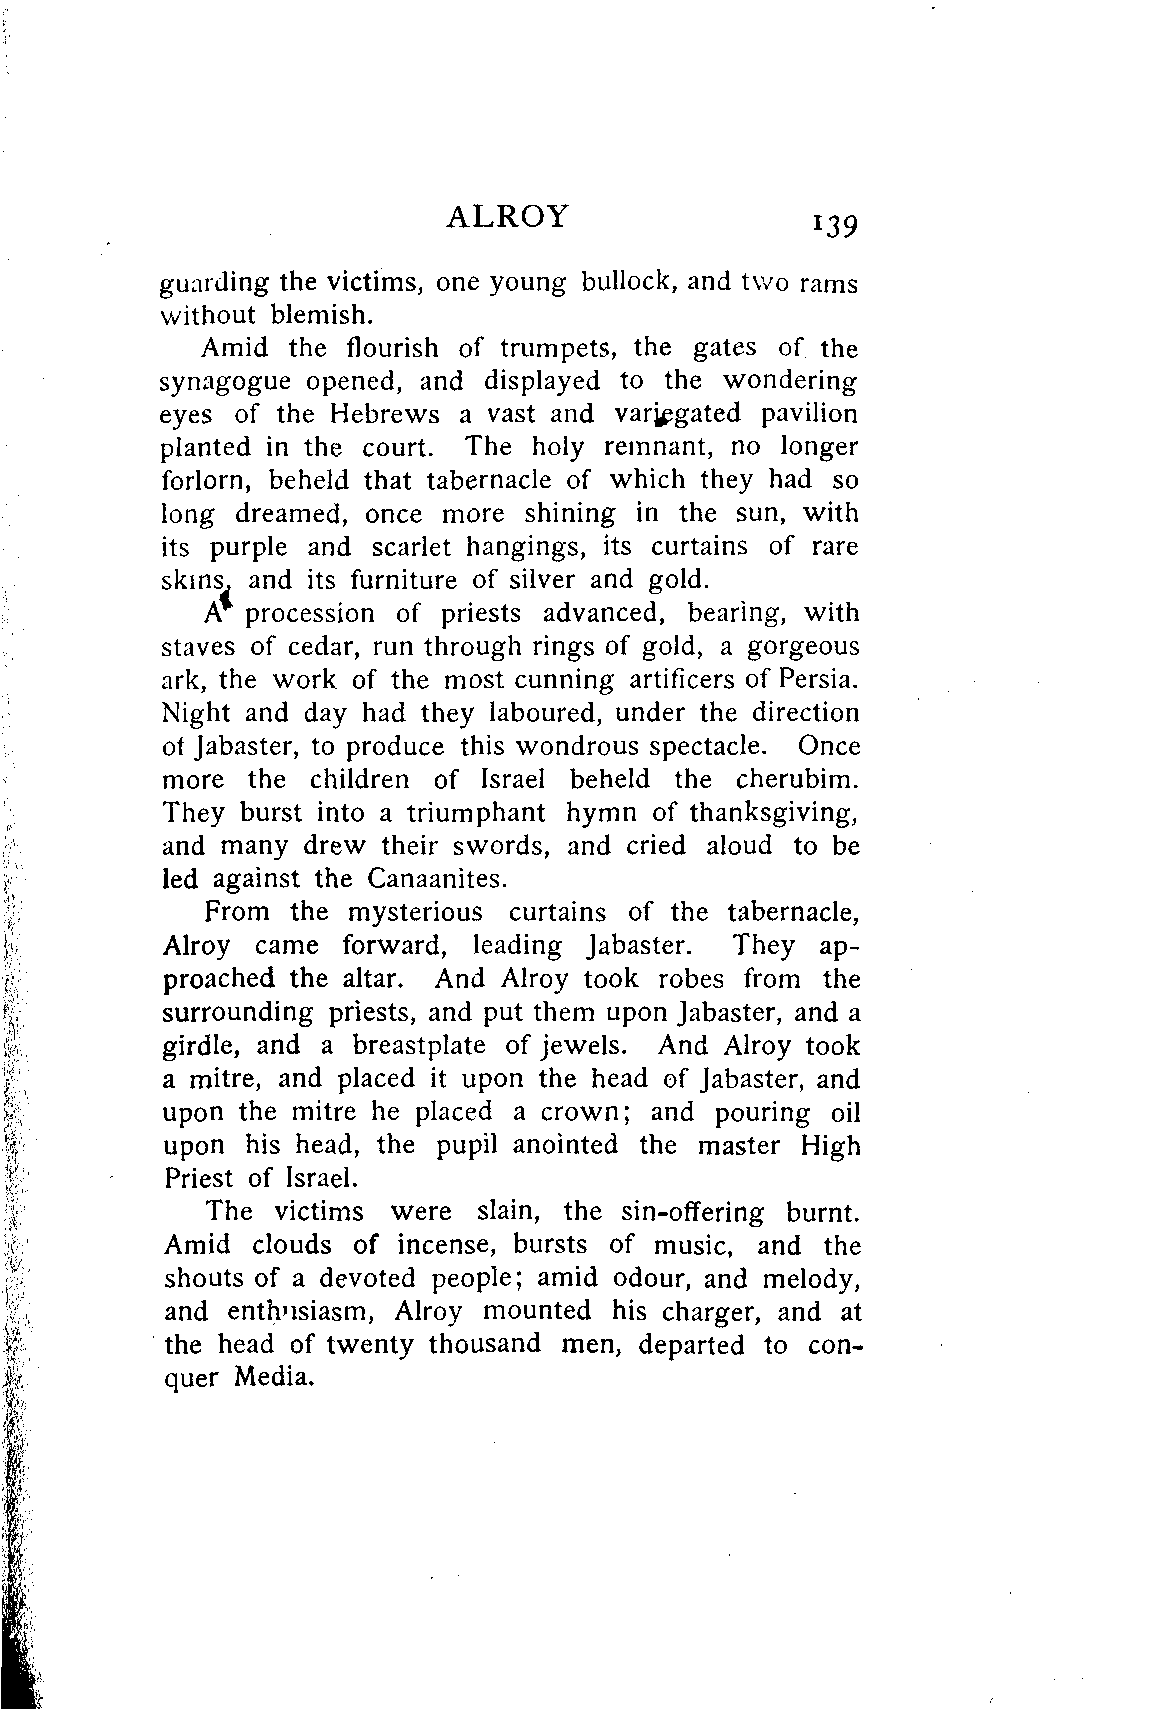 ALROY 139
guarding the victims, one young bullock, and two rams
without blemish.
Amid the flourish of trumpets, the gates of the
synagogue opened, and displayed to the wondering
eyes of the Hebrews a vast and variegated pavilion
planted in the court. The holy remnant, no longer
forlorn, beheld that tabernacle of which they had so
long dreamed, once more shining in the sun, with
its purple and scarlet hangings, its curtains of rare
skins, and its furniture of silver and gold.
A procession of priests advanced, bearing, with
staves of cedar, run through rings of gold, a gorgeous
ark, the work of the most cunning artificers of Persia.
Night and day had they laboured, under the direction
of Jabaster, to produce this wondrous spectacle. Once
more the children of Israel beheld the cherubim.
They burst into a triumphant hymn of thanksgiving,
and many drew their swords, and cried aloud to be
led against the Canaanites.
From the mysterious curtains of the tabernacle,
Alroy came forward, leading Jabaster. They ap-
proached the altar. And Alroy took robes from the
surrounding priests, and put them upon Jabaster, and a
girdle, and a breastplate of jewels. And Alroy took
a mitre, and placed it upon the head of Jabaster, and
upon the mitre he placed a crown; and pouring oil
upon his head, the pupil anointed the master High
Priest of Israel.
The victims were slain, the sin-offering burnt.
Amid clouds of incense, bursts of music, and the
shouts of a devoted people; amid odour, and melody,
and enthusiasm, Alroy mounted his charger, and at
the head of twenty thousand men, departed to con-
quer Media.